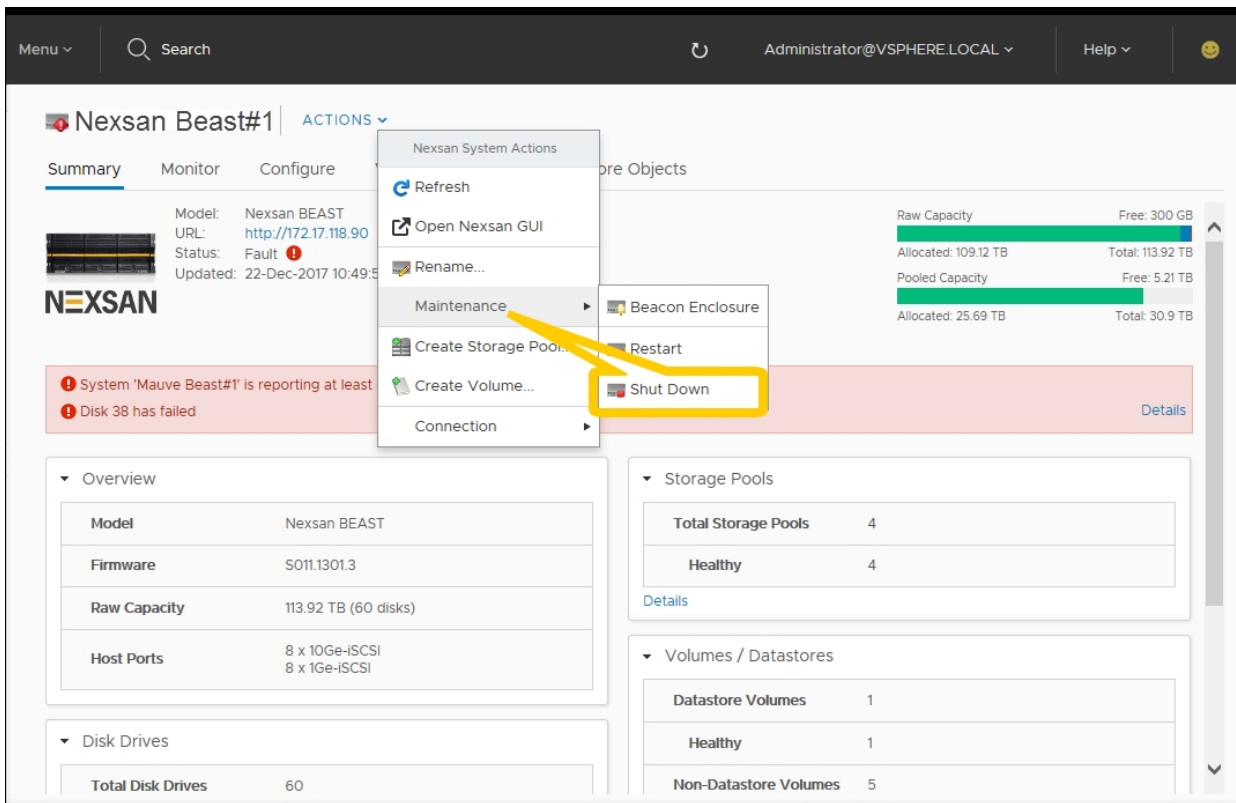 Menu
Search
Administrator@VSPHERE.LOCAL
Help
Nexsan Beast#1
ACTIONS
Summary Monitor Configure ore Objects
Nexsan System Actions
Refresh
Open Nexsan GUI
Rename...
Maintenance
Create Storage Pool...
Create Volume...
Connection
Beacon Enclosure
Restart
Shut Down
NEXSAN
Model: Nexsan BEAST
URL: http://172.17.118.90
Status: Fault
Updated: 22-Dec-2017 10:49:5
Raw Capacity Free: 300 GB
Allocated: 109.12 TB Total: 113.92 TB
Pooled Capacity Free: 5.21 TB
Allocated: 25.69 TB Total: 30.9 TB
System 'Mauve Beast#1' is reporting at least
Disk 38 has failed
Details
Overview
Model Nexsan BEAST
Firmware S011.1301.3
Raw Capacity 113.92 TB (60 disks)
Host Ports 8 x 10Ge-iSCSI
8 x 1Ge-iSCSI
Disk Drives
Total Disk Drives 60
Storage Pools
Total Storage Pools 4
Healthy 4
Details
Volumes / Datastores
Datastore Volumes 1
Healthy 1
Non-Datastore Volumes 5